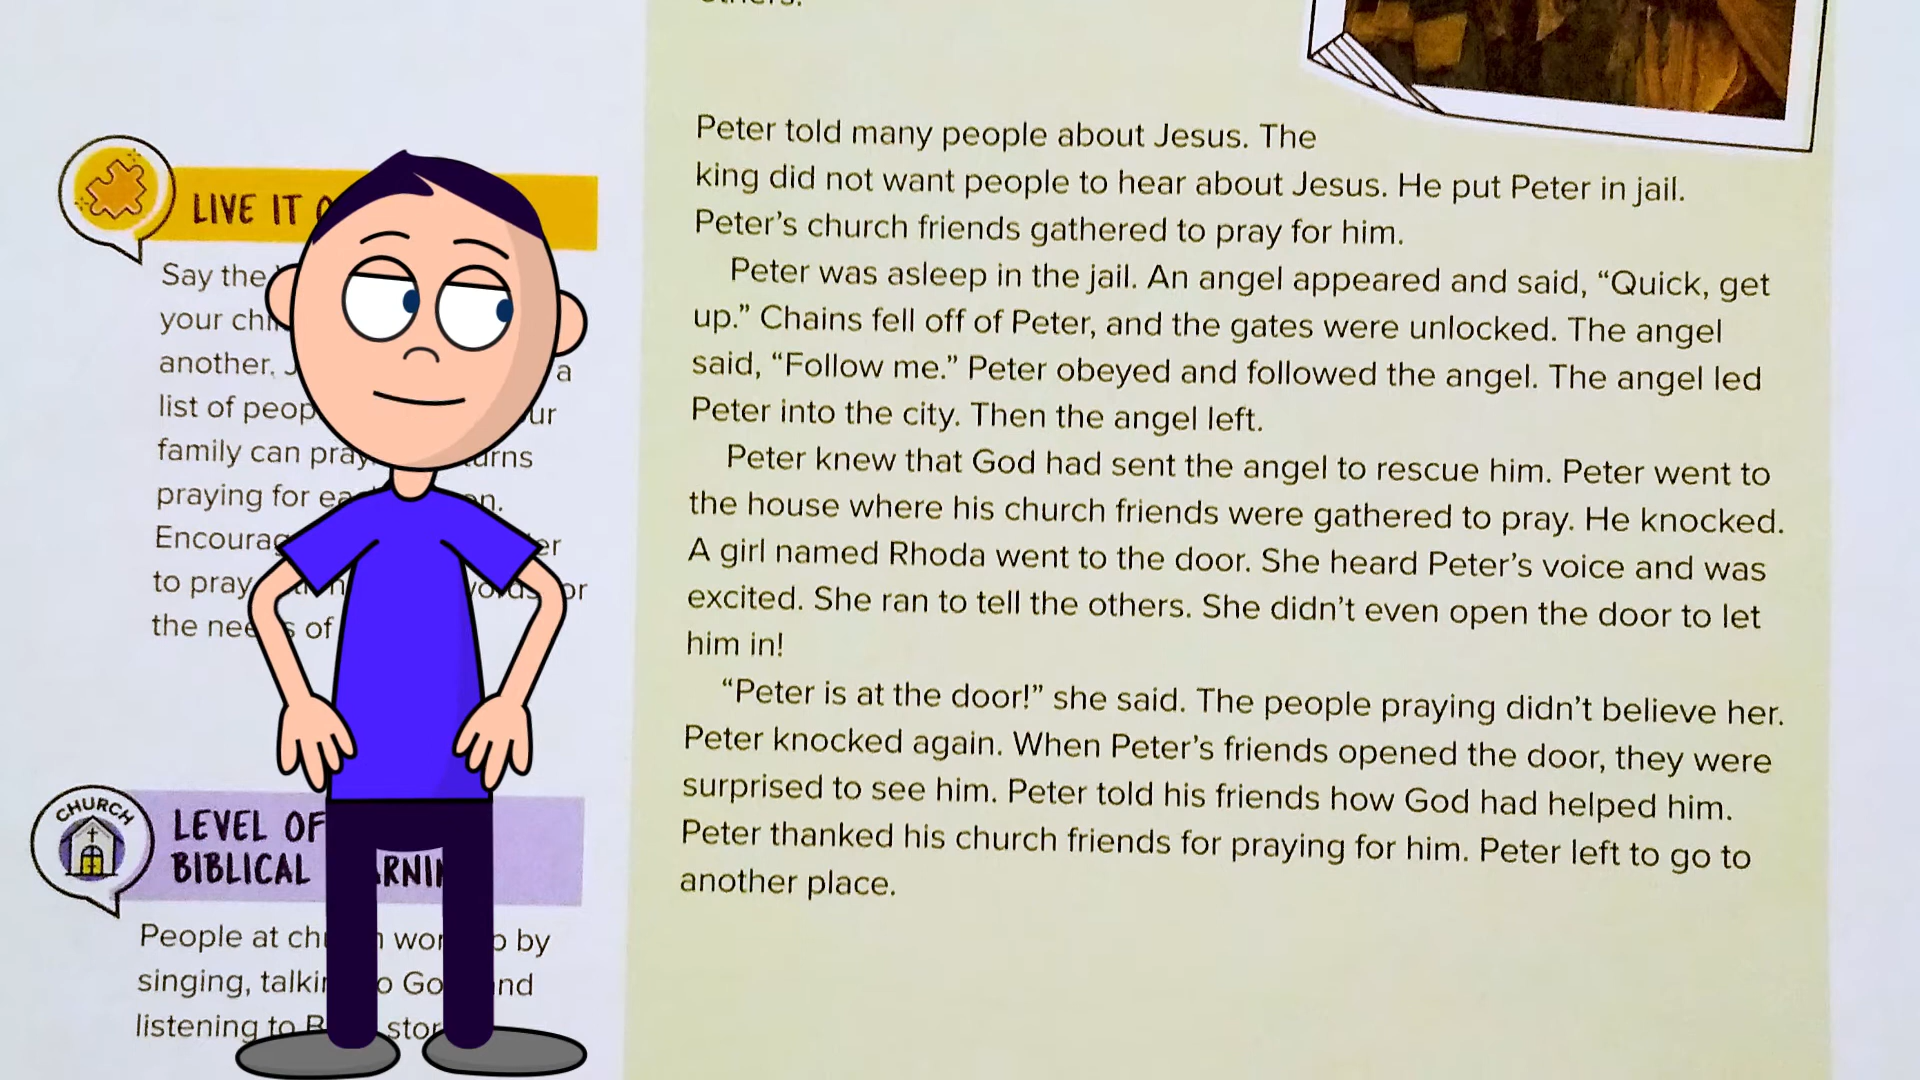 LIVE IT
Say the
your
another. a
list of
family can
praying for
Encourage
to pray or
the needs of
CHURCH
LEVEL OF
BIBLICAL
People at by
singing, and
listening to
Peter told many people about Jesus. The
king did not want people to hear about Jesus. He put Peter in jail.
Peter’s church friends gathered to pray for him.
Peter was asleep in the jail. An angel appeared and said, “Quick, get
up.” Chains fell off of Peter, and the gates were unlocked. The angel
said, “Follow me.” Peter obeyed and followed the angel. The angel led
Peter into the city. Then the angel left.
Peter knew that God had sent the angel to rescue him. Peter went to
the house where his church friends were gathered to pray. He knocked.
A girl named Rhoda went to the door. She heard Peter’s voice and was
excited. She ran to tell the others. She didn’t even open the door to let
him in!
“Peter is at the door!” she said. The people praying didn’t believe her.
Peter knocked again. When Peter’s friends opened the door, they were
surprised to see him. Peter told his friends how God had helped him.
Peter thanked his church friends for praying for him. Peter left to go to
another place.